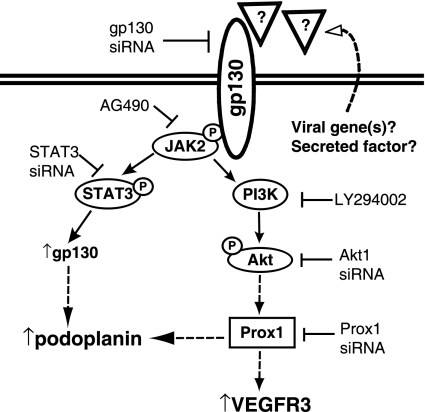 gp130
siRNA
?
?
gp130
AG490
Viral gene(s)?
Secreted factor?
P
JAK2
STAT3
siRNA
STAT3
P
PI3K
LY294002
↑gp130
P
Akt
Akt1
siRNA
↑podoplanin
Prox1
Prox1
siRNA
↑VEGFR3